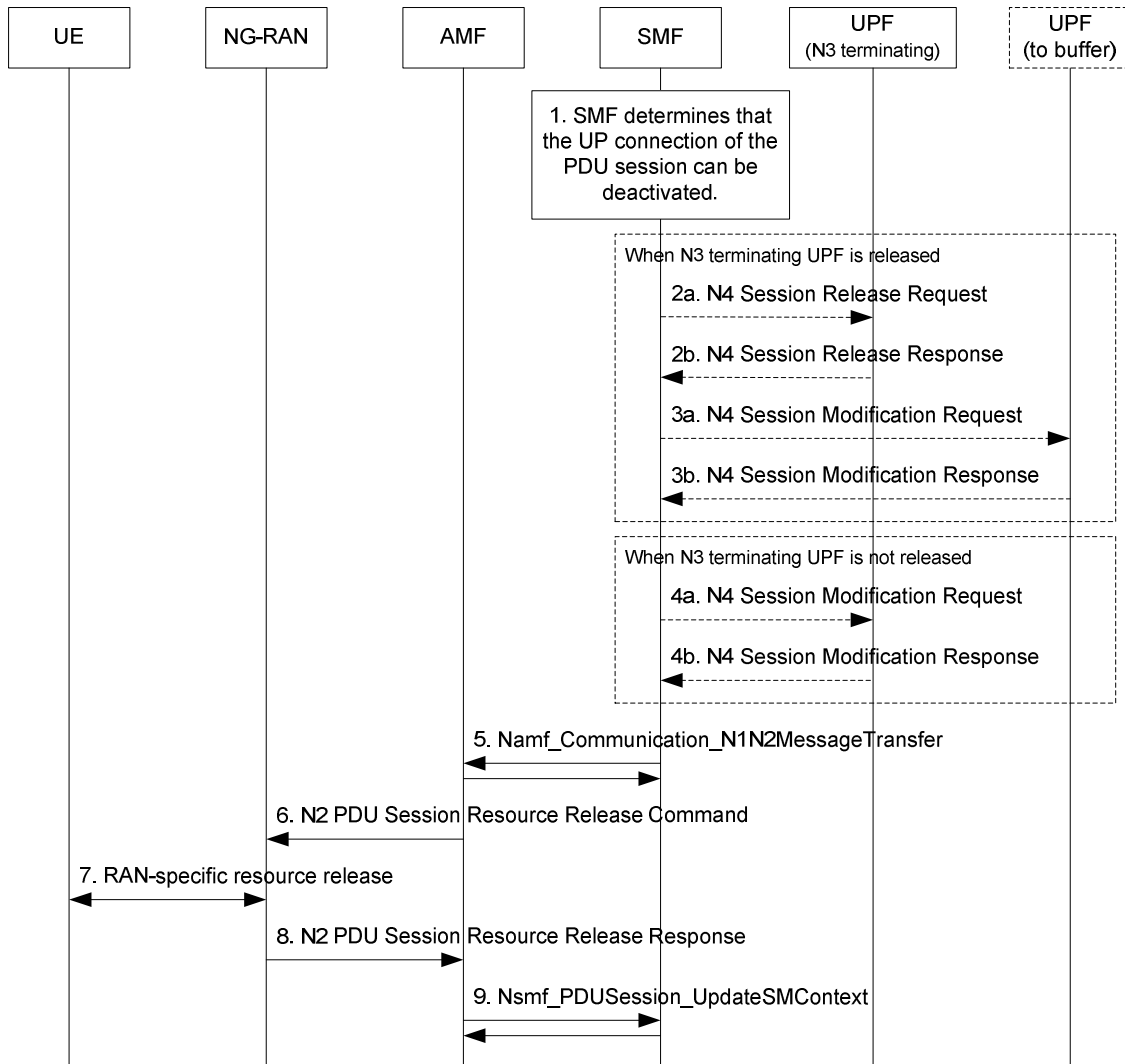 UE
NG-RAN
AMF
SMF
UPF
(N3 terminating)
UPF
(to buffer)
1. SMF determines that
the UP connection of the
PDU session can be
deactivated.
When N3 terminating UPF is released
2a. N4 Session Release Request
2b. N4 Session Release Response
3a. N4 Session Modification Request
3b. N4 Session Modification Response
When N3 terminating UPF is not released
4a. N4 Session Modification Request
4b. N4 Session Modification Response
5. Namf_Communication_N1N2MessageTransfer
6. N2 PDU Session Resource Release Command
7. RAN-specific resource release
8. N2 PDU Session Resource Release Response
9. Nsmf_PDUSession_UpdateSMContext